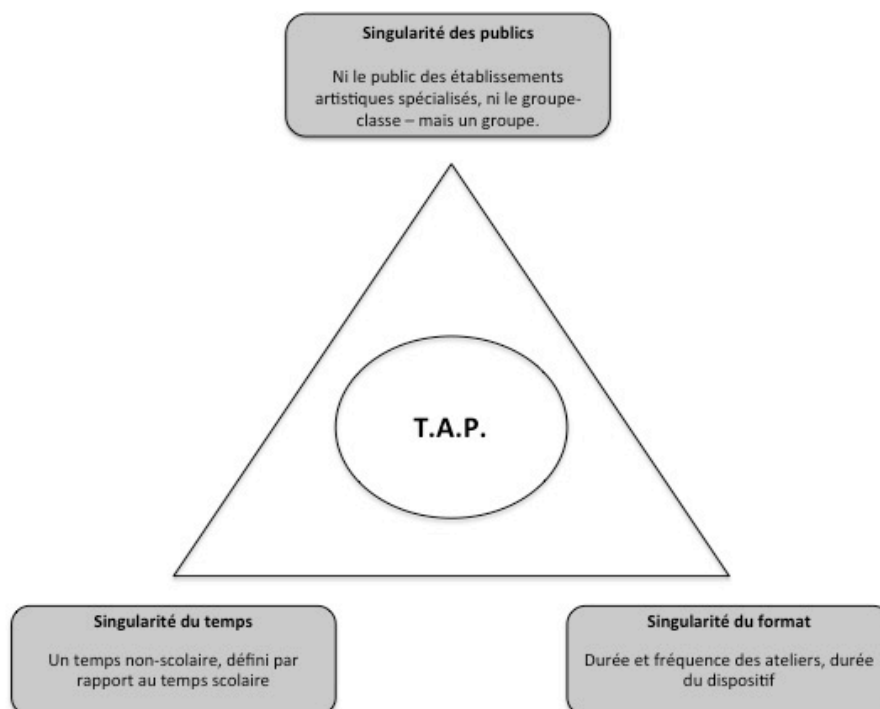 Singularité des publics
Ni le public des établissements
artistiques spécialisés, ni le groupe-
classe – mais un groupe.
T.A.P.
Singularité du temps
Un temps non-scolaire, défini par
rapport au temps scolaire
Singularité du format
Durée et fréquence des ateliers, durée
du dispositif